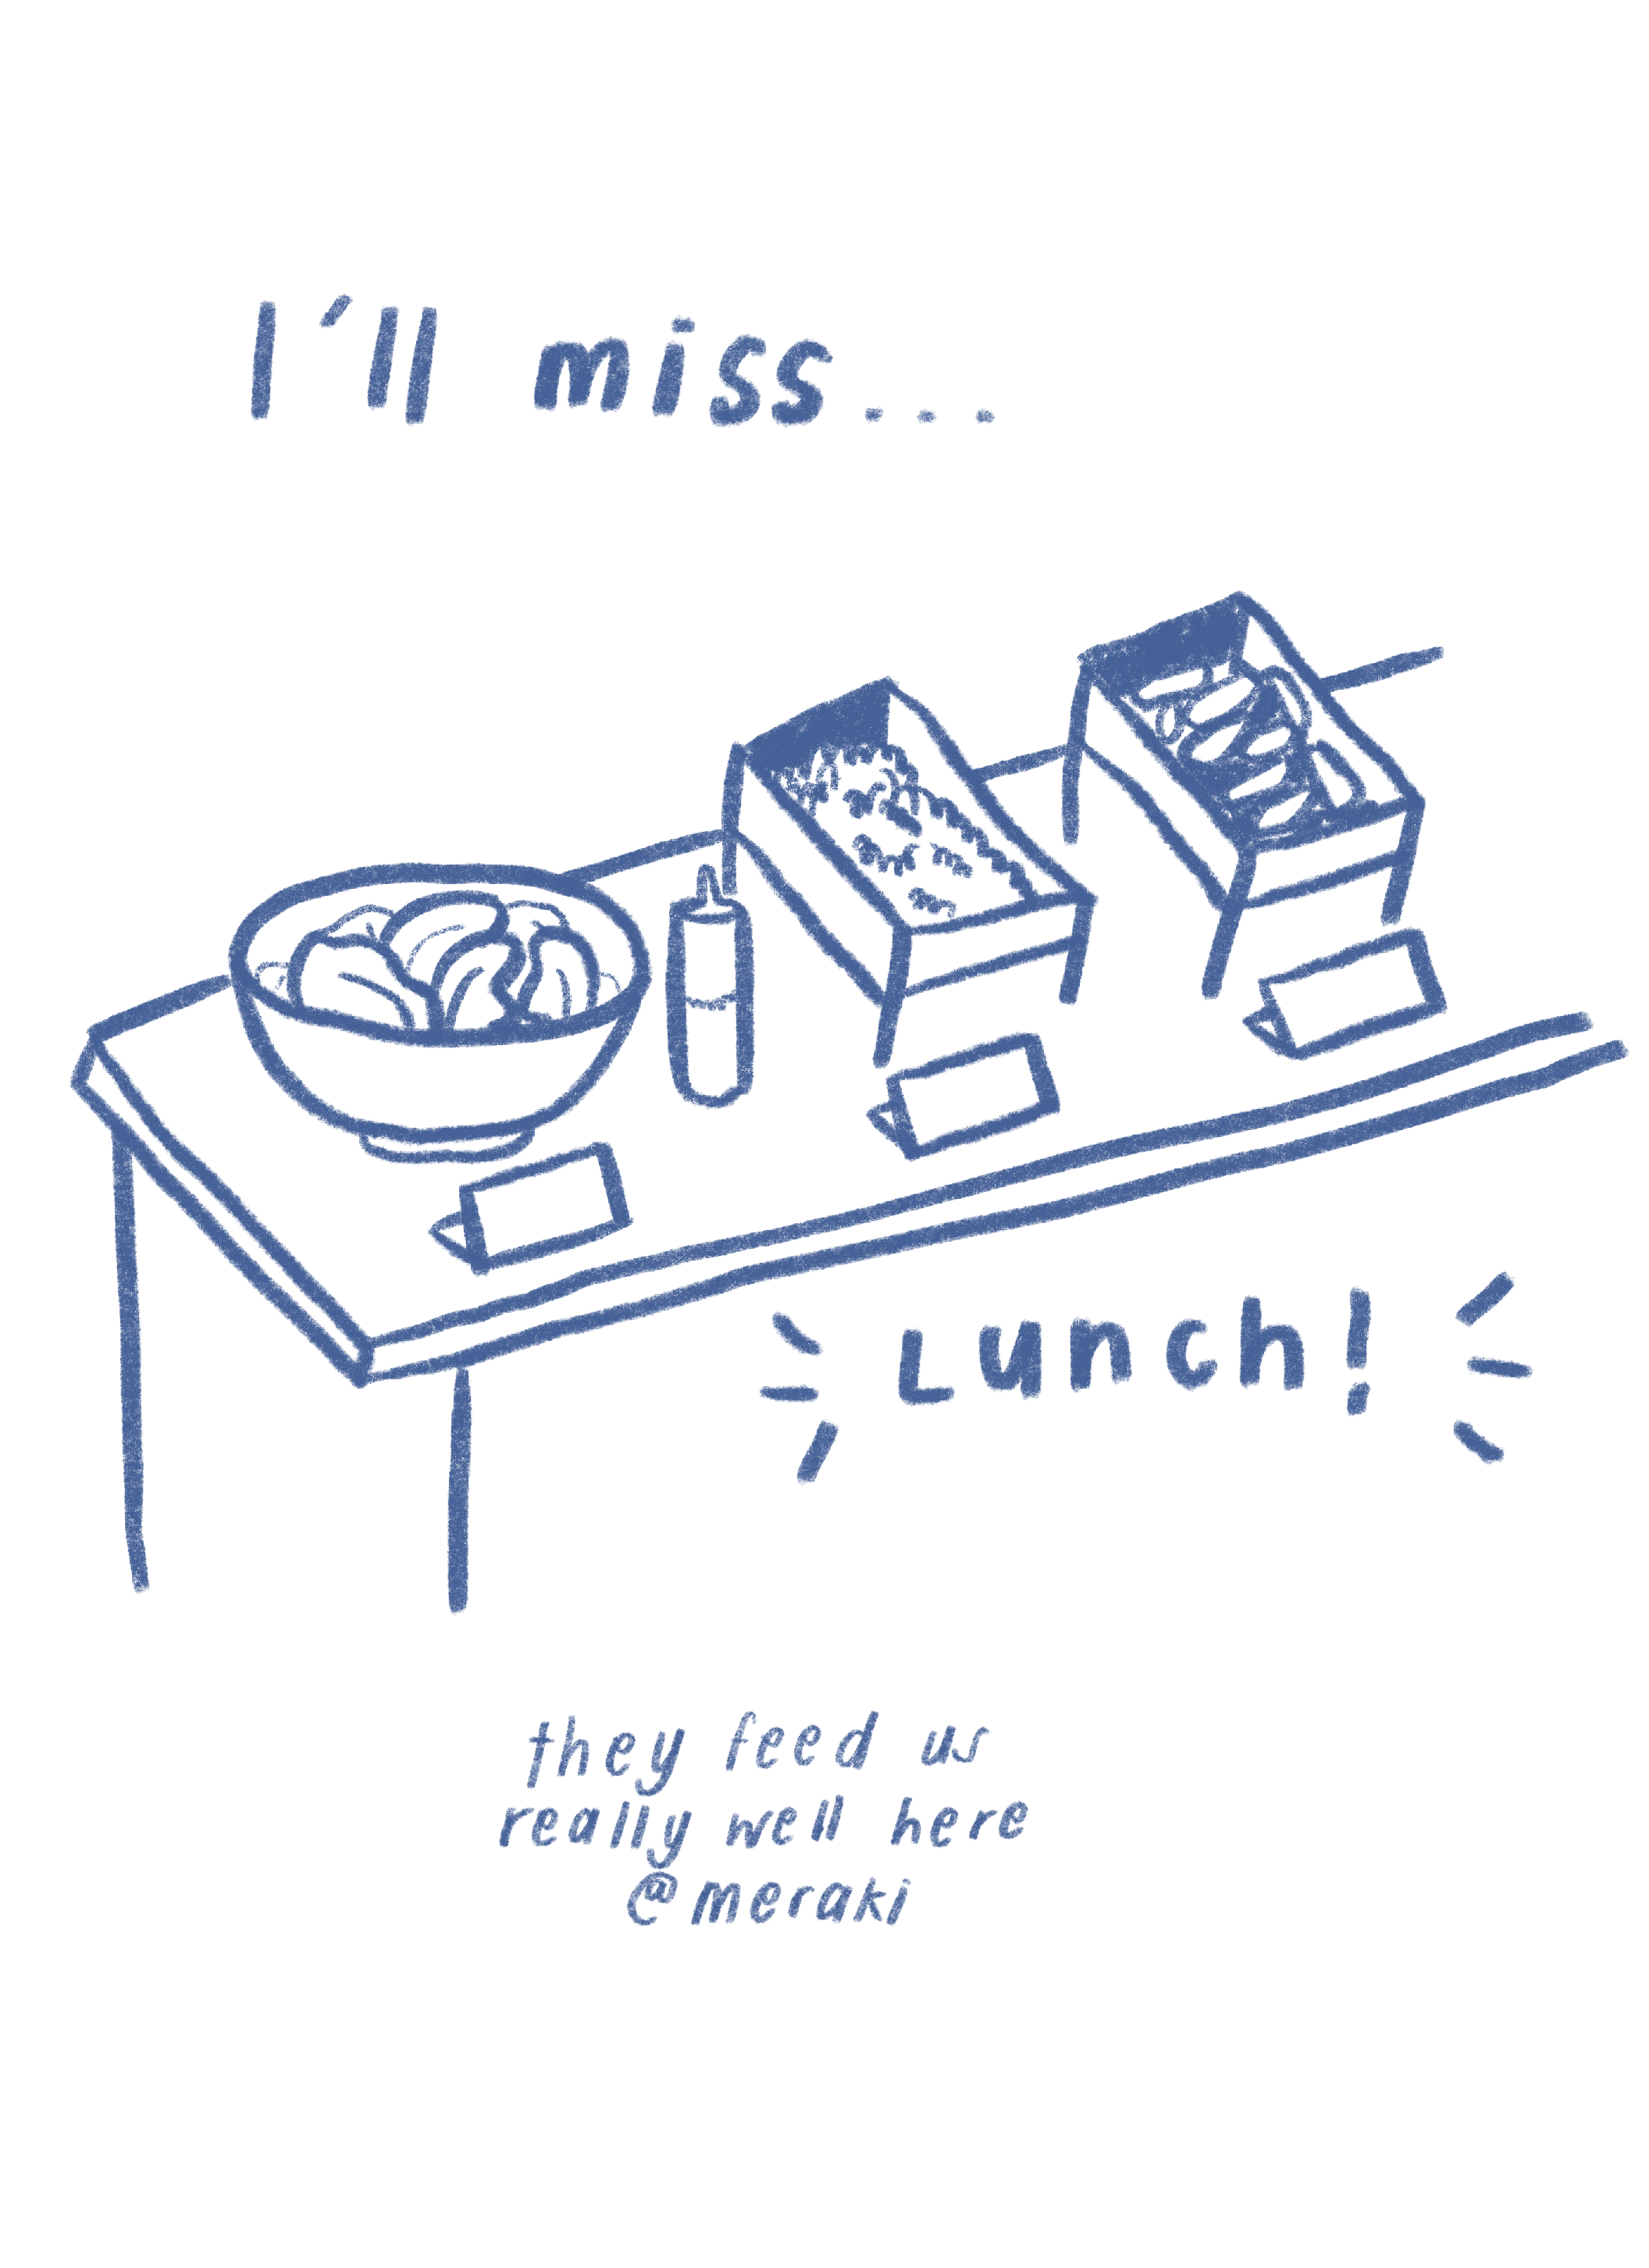 I'll miss...
Lunch!
they feed us
really well here
@meraki